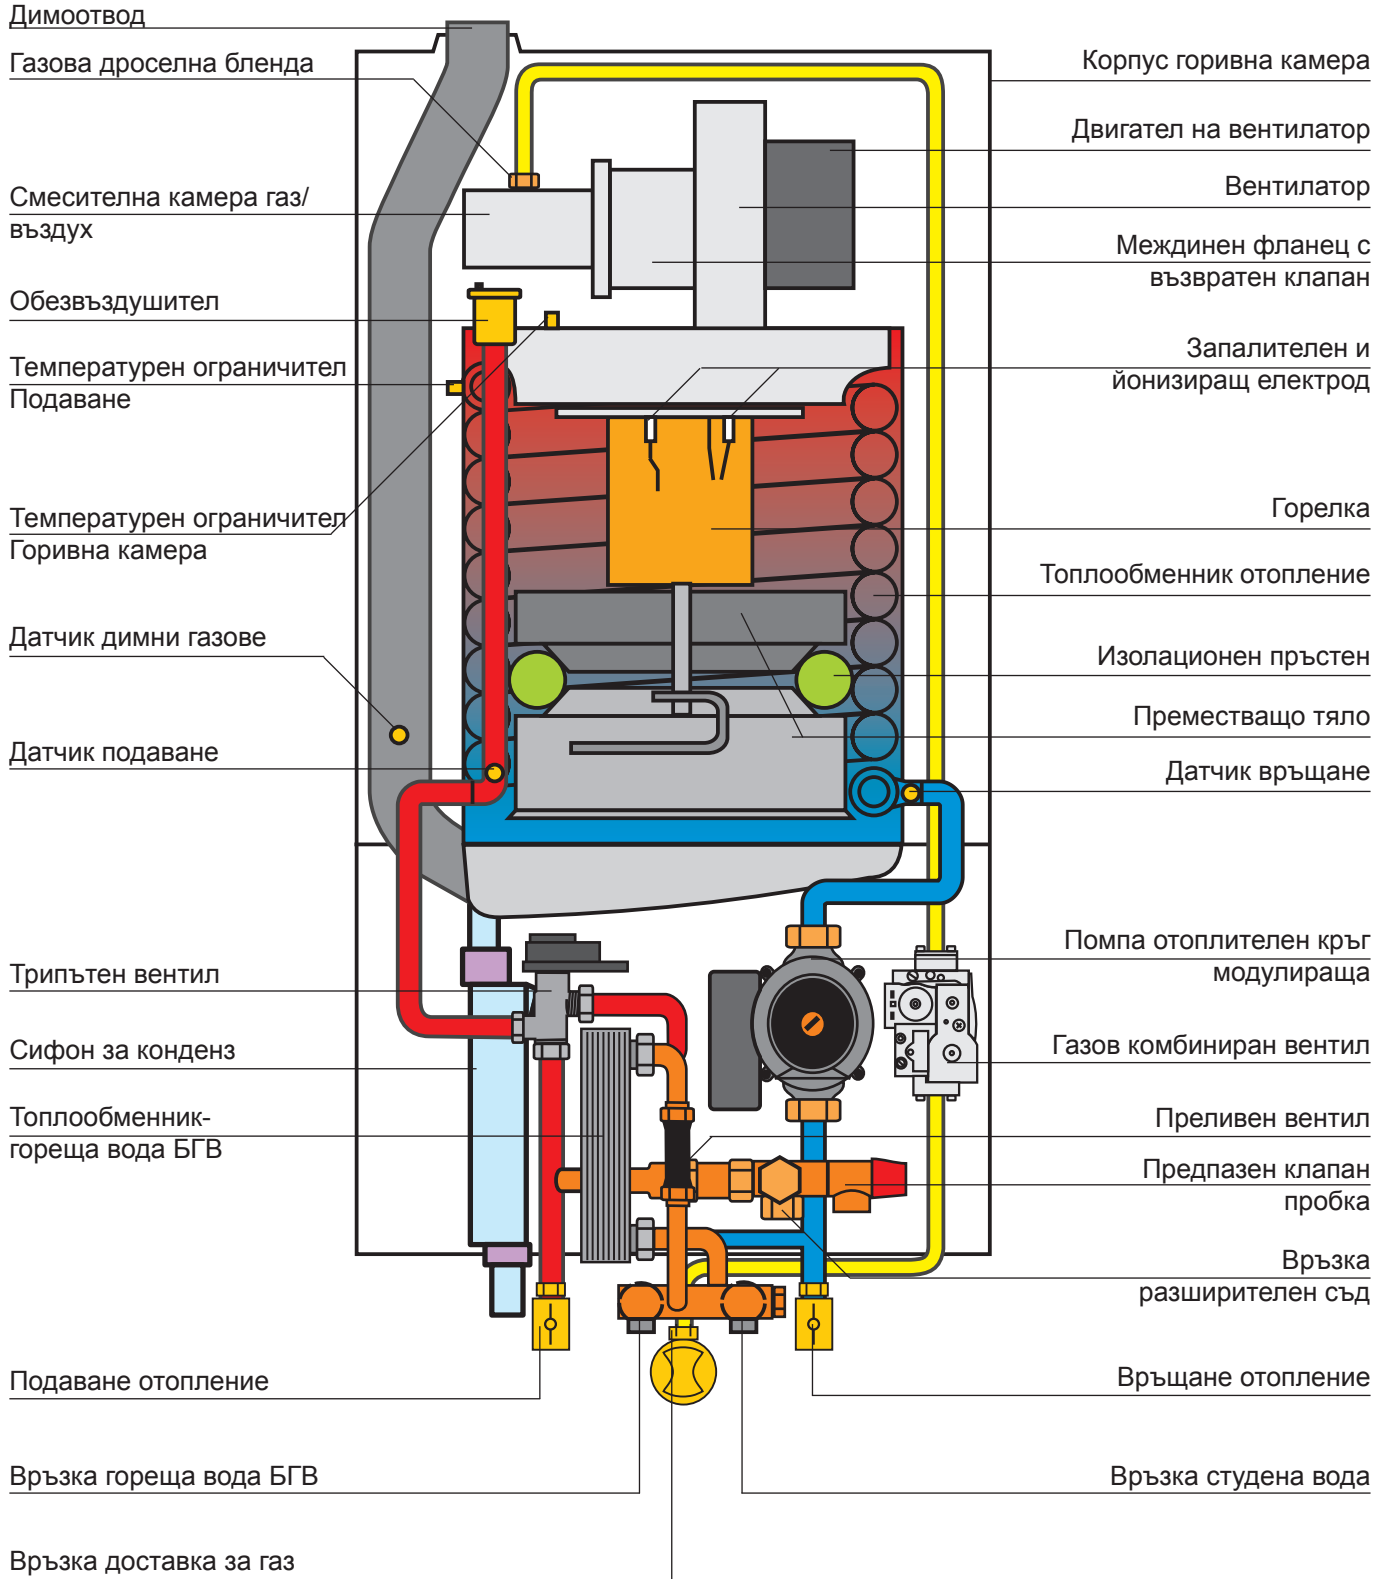 Димоотвод
Газова дроселна бленда
Смесителна камера газ/
въздух
Обезвъздушител
Температурен ограничител
Подаване
Температурен ограничител
Горивна камера
Датчик димни газове
Датчик подаване
Трипътен вентил
Сифон за конденз
Топлообменник-
гореща вода БГВ
Подаване отопление
Връзка гореща вода БГВ
Връзка доставка за газ
Корпус горивна камера
Двигател на вентилатор
Вентилатор
Междинен фланец с
възвратен клапан
Запалителен и
йонизиращ електрод
Горелка
Топлообменник отопление
Изолационен пръстен
Преместващо тяло
Датчик връщане
Помпа отоплителен кръг
модулираща
Газов комбиниран вентил
Преливен вентил
Предпазен клапан
пробка
Връзка
разширителен съд
Връщане отопление
Връзка студена вода